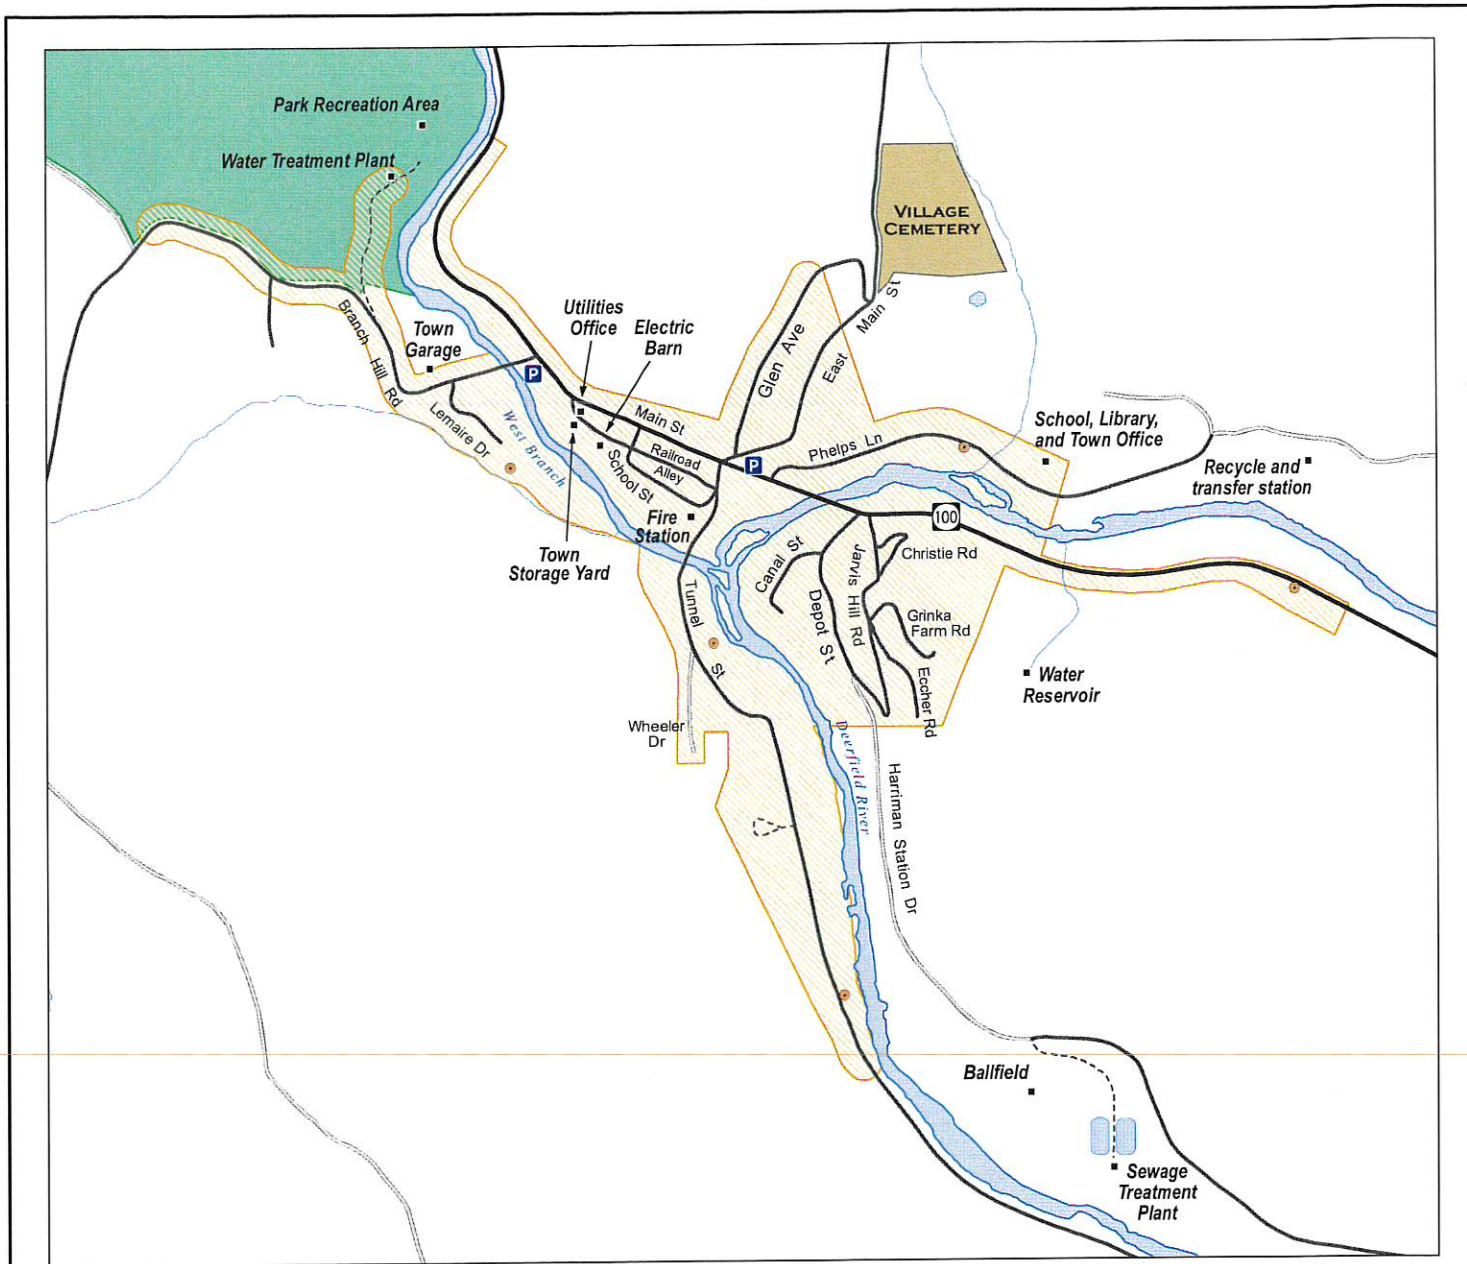 Park Recreation Area
Water Treatment Plant
VILLAGE
CEMETERY
Utilities
Office
Electric
Barn
Town
Garage
Branch Hill Rd
Lemaire Dr
West Branch
P
Main St
Railroad
Alley
School St
Fire
Station
Town
Storage Yard
Glen Ave
East Main St
P
Phelps Ln
School, Library,
and Town Office
Recycle and
transfer station
100
Christie Rd
Canal St
Jarvis Hill Rd
Depot St
Grinka
Farm Rd
Eccher Rd
Water
Reservoir
Tunnel St
Wheeler
Dr
Deerfield River
Harriman Station Dr
Ballfield
Sewage
Treatment
Plant